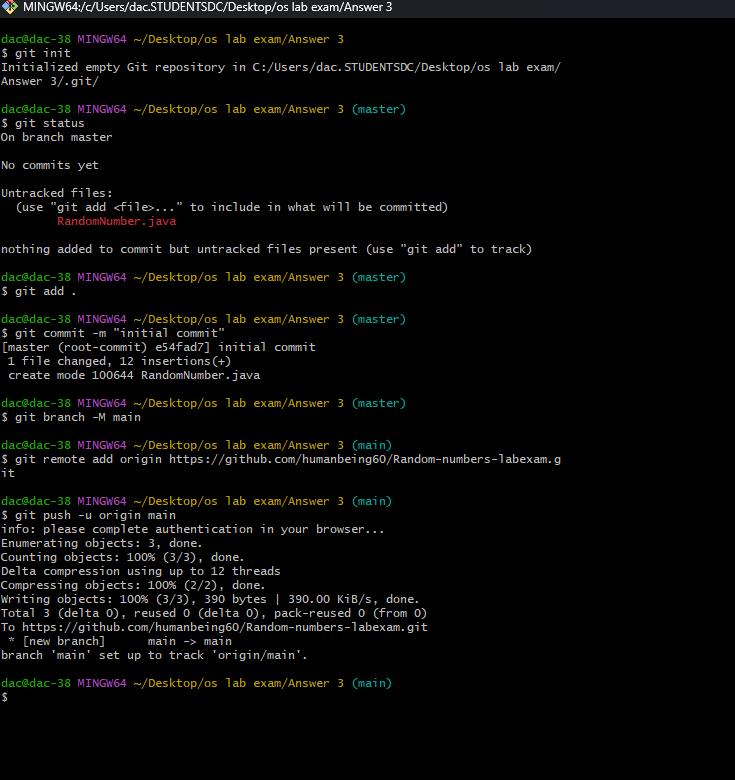 MINGW64:/c/Users/dac.STUDENTSDC/Desktop/os lab exam/Answer 3
dac@dac-38 MINGW64 ~/Desktop/os lab exam/Answer 3
$ git init
Initialized empty Git repository in C:/Users/dac.STUDENTSDC/Desktop/os lab exam/
Answer 3/.git/
dac@dac-38 MINGW64 ~/Desktop/os lab exam/Answer 3 (master)
$ git status
On branch master
No commits yet
Untracked files:
  (use "git add <file>..." to include in what will be committed)
        RandomNumber.java
nothing added to commit but untracked files present (use "git add" to track)
dac@dac-38 MINGW64 ~/Desktop/os lab exam/Answer 3 (master)
$ git add .
dac@dac-38 MINGW64 ~/Desktop/os lab exam/Answer 3 (master)
$ git commit -m "initial commit"
[master (root-commit) e54fad7] initial commit
 1 file changed, 12 insertions(+)
 create mode 100644 RandomNumber.java
dac@dac-38 MINGW64 ~/Desktop/os lab exam/Answer 3 (master)
$ git branch -M main
dac@dac-38 MINGW64 ~/Desktop/os lab exam/Answer 3 (main)
$ git remote add origin https://github.com/humanbeing60/Random-numbers-labexam.g
it
dac@dac-38 MINGW64 ~/Desktop/os lab exam/Answer 3 (main)
$ git push -u origin main
info: please complete authentication in your browser...
Enumerating objects: 3, done.
Counting objects: 100% (3/3), done.
Delta compression using up to 12 threads
Compressing objects: 100% (2/2), done.
Writing objects: 100% (3/3), 390 bytes | 390.00 KiB/s, done.
Total 3 (delta 0), reused 0 (delta 0), pack-reused 0 (from 0)
To https://github.com/humanbeing60/Random-numbers-labexam.git
 * [new branch]      main -> main
branch 'main' set up to track 'origin/main'.
dac@dac-38 MINGW64 ~/Desktop/os lab exam/Answer 3 (main)
$